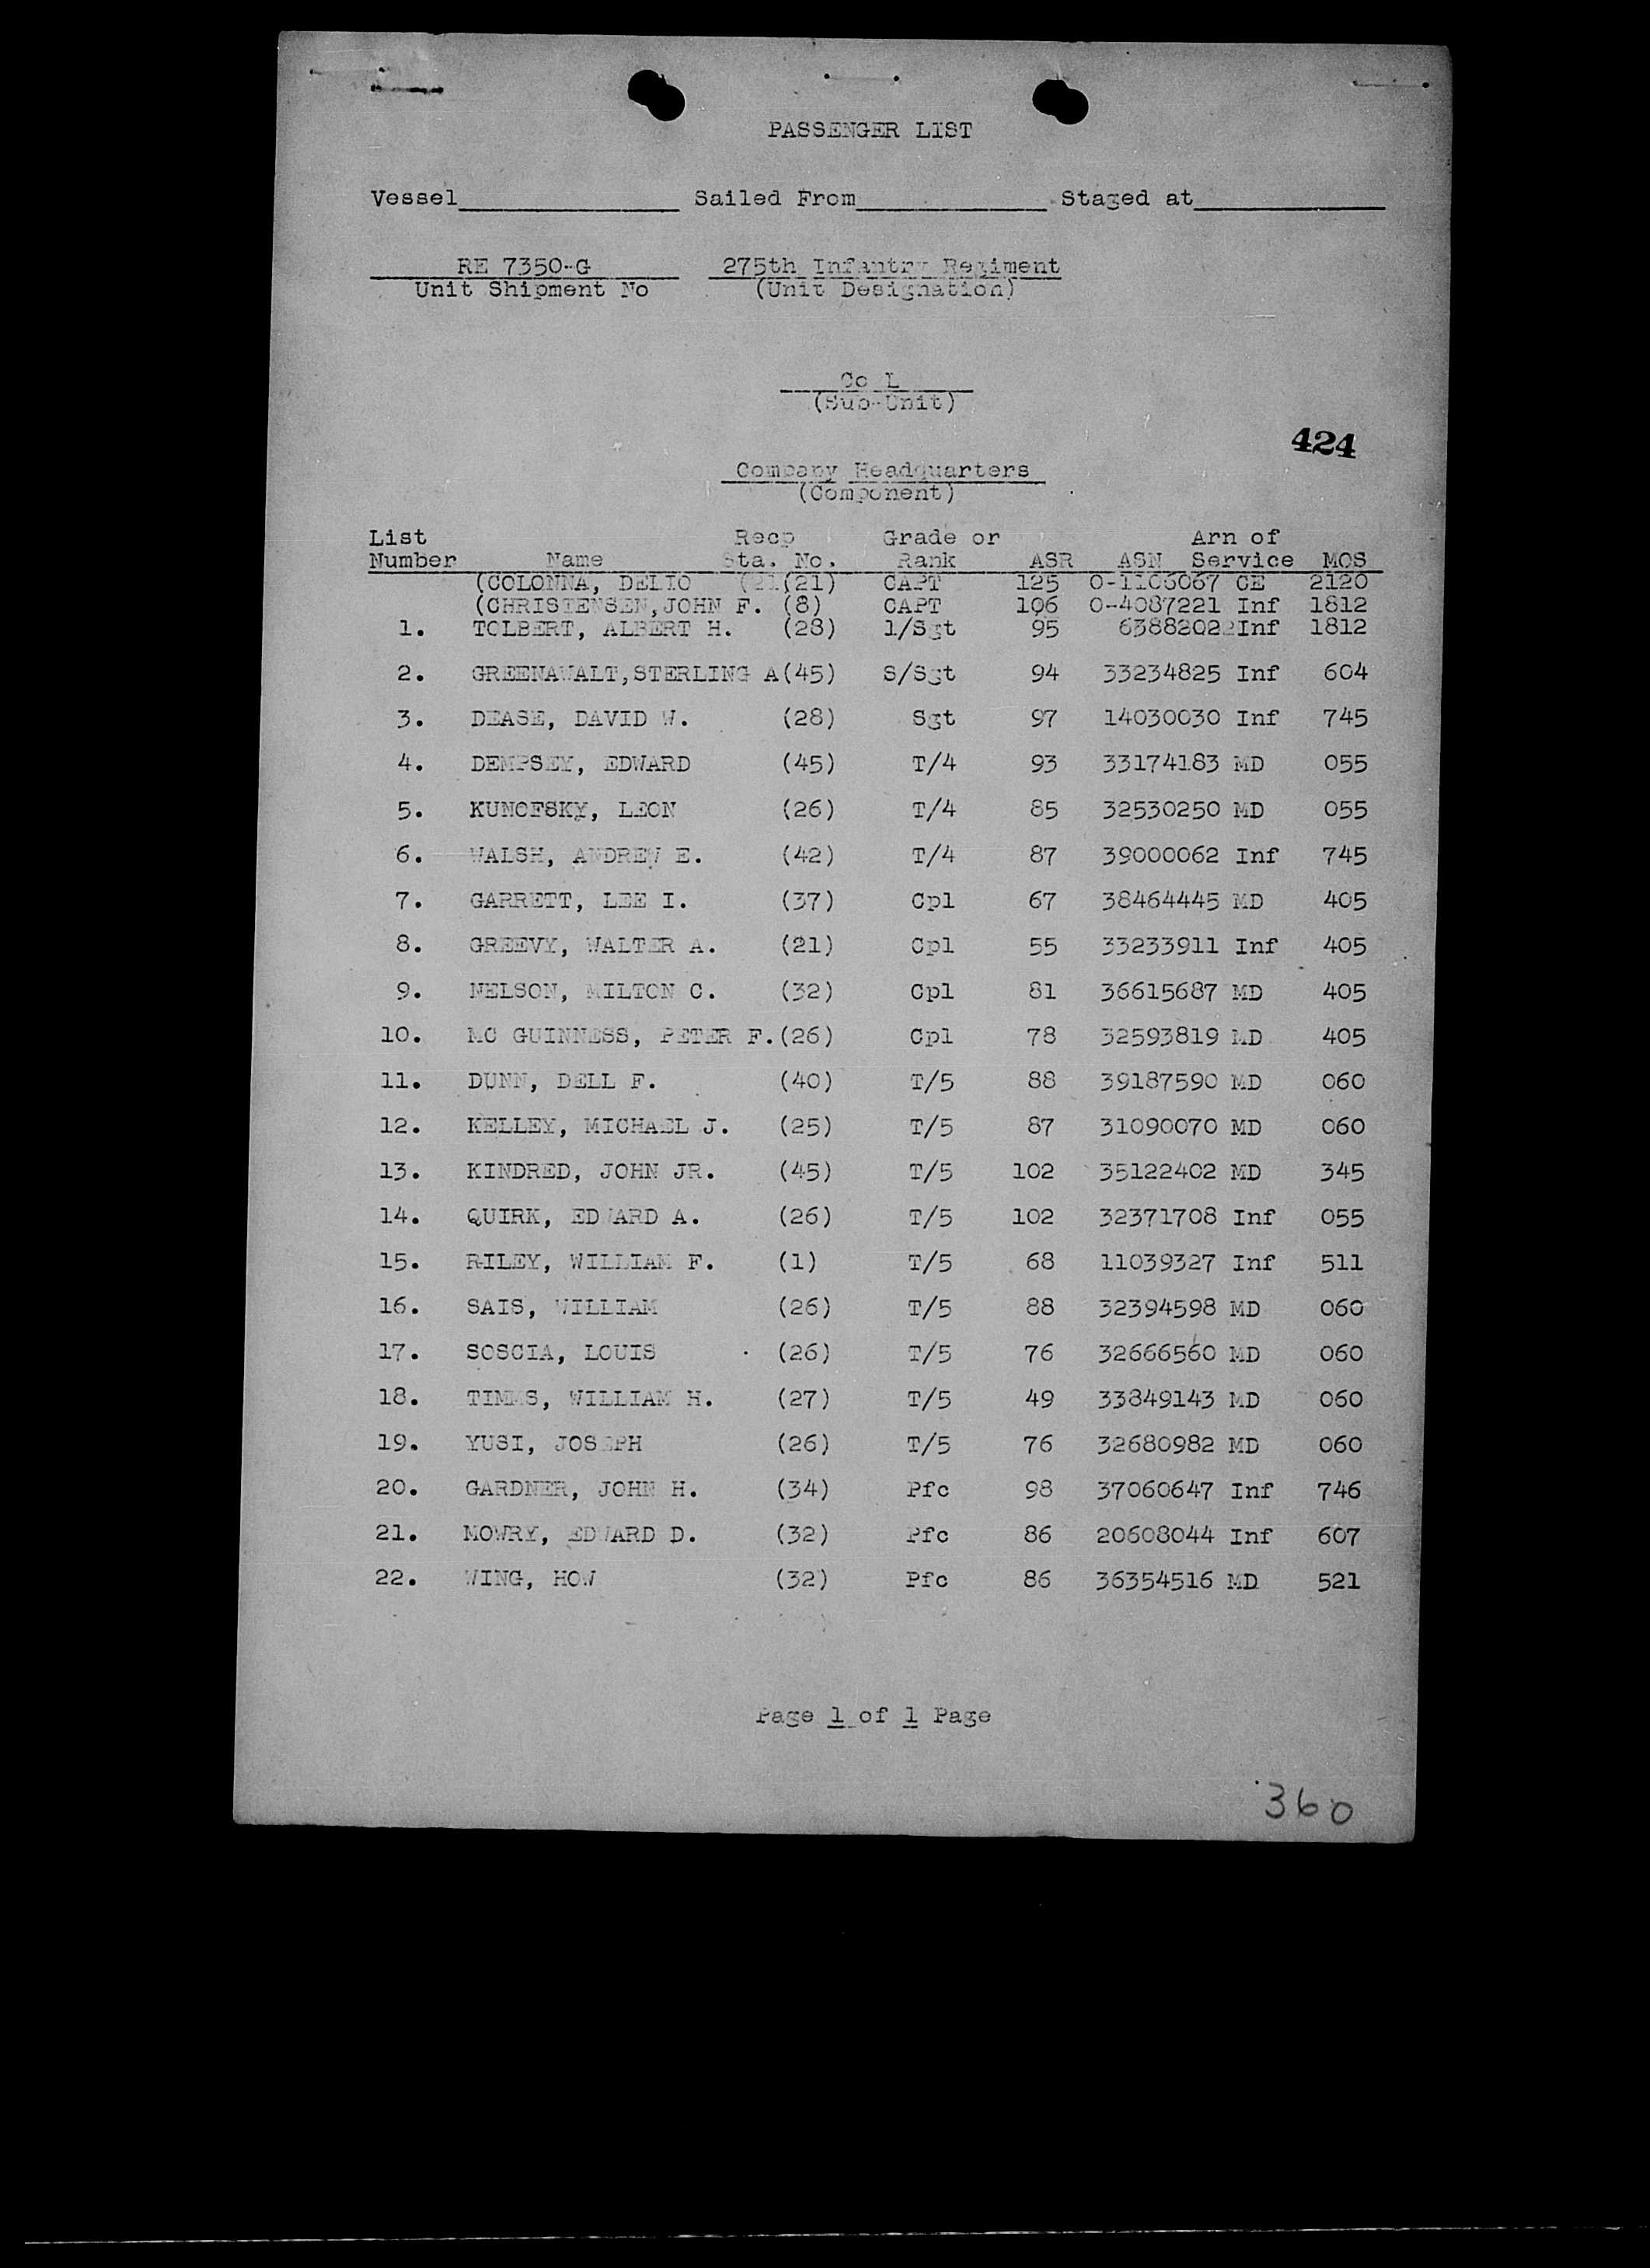 PASSENGER LIST
Vessel Sailed From Staged at
RE 7350-G 275th Infantry Regiment
Unit Shipment No (Unit Designation)
Co L
(Sub-Unit)
424
Company Headquarters
(Component)
List Recp Grade or Arm of
Number Name Sta. No. Rank ASR ASN Service MOS
(COLONNA, DELIO (21(21) CAPT 125 O-1106067 CE 2120
(CHRISTENSEN, JOHN F. (8) CAPT 106 O-4087221 Inf 1812
1. TOLBERT, ALBERT H. (28) 1/Sgt 95 6388202 Inf 1812
2. GREENAWALT, STERLING A (45) S/Sgt 94 33234825 Inf 604
3. DEASE, DAVID W. (28) Sgt 97 14030030 Inf 745
4. DEMPSEY, EDWARD (45) T/4 93 33174183 MD 055
5. KUNOFSKY, LEON (26) T/4 85 32530250 MD 055
6. WALSH, ANDREW E. (42) T/4 87 39000062 Inf 745
7. GARRETT, LEE I. (37) Cpl 67 38464445 MD 405
8. GREEVY, WALTER A. (21) Cpl 55 33233911 Inf 405
9. NELSON, MILTON C. (32) Cpl 81 36615687 MD 405
10. MC GUINNESS, PETER F. (26) Cpl 78 32593819 MD 405
11. DUNN, DELL F. (40) T/5 88 39187590 MD 060
12. KELLEY, MICHAEL J. (25) T/5 87 31090070 MD 060
13. KINDRED, JOHN JR. (45) T/5 102 35122402 MD 345
14. QUIRK, EDWARD A. (26) T/5 102 32371708 Inf 055
15. RILEY, WILLIAM F. (1) T/5 68 11039327 Inf 511
16. SAIS, WILLIAM (26) T/5 88 32394598 MD 060
17. SOSCIA, LOUIS (26) T/5 76 32666560 MD 060
18. TIMMS, WILLIAM H. (27) T/5 49 33849143 MD 060
19. YUSI, JOSEPH (26) T/5 76 32680982 MD 060
20. GARDNER, JOHN H. (34) Pfc 98 37060647 Inf 746
21. MOWRY, EDWARD D. (32) Pfc 86 20608044 Inf 607
22. WING, HOW (32) Pfc 86 36354516 MD 521
Page 1 of 1 Page
360